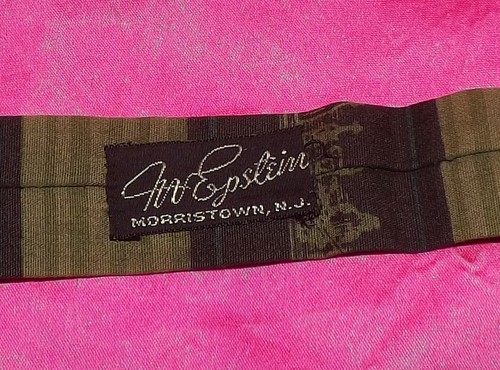 M Epstein
MORRISTOWN, N.J.